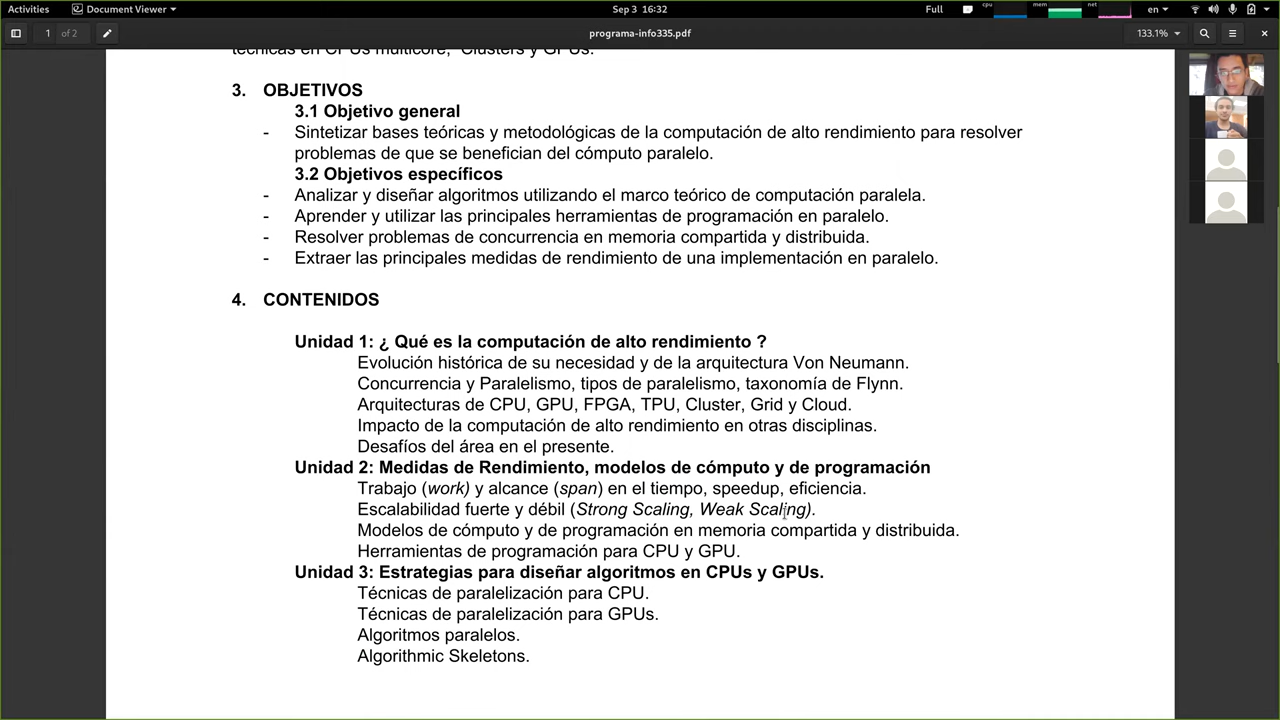 Activities
Document Viewer
Sep 3 16:32
Full
cpu
mem
net
en
1 of 2
programa-info335.pdf
133.1%
técnicas en CPUs multicore, Clusters y GPUs.
3. OBJETIVOS
3.1 Objetivo general
- Sintetizar bases teóricas y metodológicas de la computación de alto rendimiento para resolver
problemas de que se benefician del cómputo paralelo.
3.2 Objetivos específicos
- Analizar y diseñar algoritmos utilizando el marco teórico de computación paralela.
- Aprender y utilizar las principales herramientas de programación en paralelo.
- Resolver problemas de concurrencia en memoria compartida y distribuida.
- Extraer las principales medidas de rendimiento de una implementación en paralelo.
4. CONTENIDOS
Unidad 1: ¿ Qué es la computación de alto rendimiento ?
Evolución histórica de su necesidad y de la arquitectura Von Neumann.
Concurrencia y Paralelismo, tipos de paralelismo, taxonomía de Flynn.
Arquitecturas de CPU, GPU, FPGA, TPU, Cluster, Grid y Cloud.
Impacto de la computación de alto rendimiento en otras disciplinas.
Desafíos del área en el presente.
Unidad 2: Medidas de Rendimiento, modelos de cómputo y de programación
Trabajo (work) y alcance (span) en el tiempo, speedup, eficiencia.
Escalabilidad fuerte y débil (Strong Scaling, Weak Scaling).
Modelos de cómputo y de programación en memoria compartida y distribuida.
Herramientas de programación para CPU y GPU.
Unidad 3: Estrategias para diseñar algoritmos en CPUs y GPUs.
Técnicas de paralelización para CPU.
Técnicas de paralelización para GPUs.
Algoritmos paralelos.
Algorithmic Skeletons.